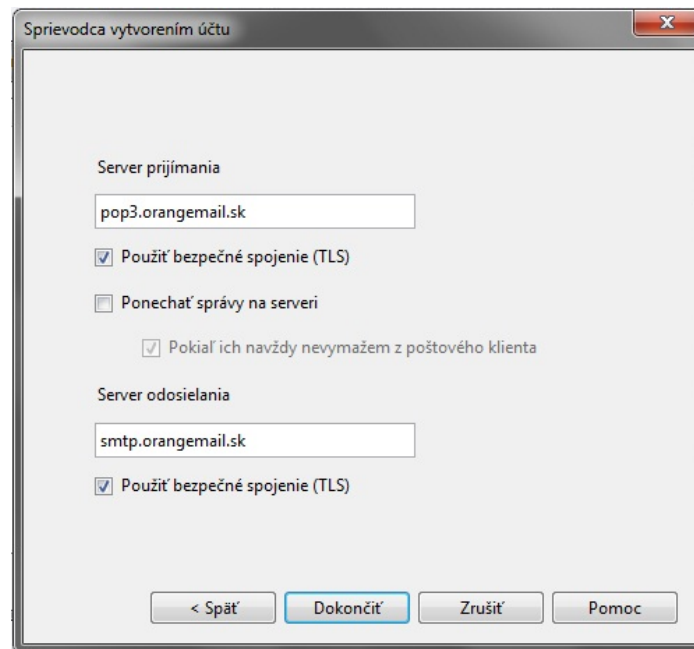 Sprievodca vytvorením účtu
Server prijímania
pop3.orangemail.sk
Použiť bezpečné spojenie (TLS)
Ponechať správy na serveri
Pokiaľ ich navždy nevymažem z poštového klienta
Server odosielania
smtp.orangemail.sk
Použiť bezpečné spojenie (TLS)
< Späť Dokončiť Zrušiť Pomoc